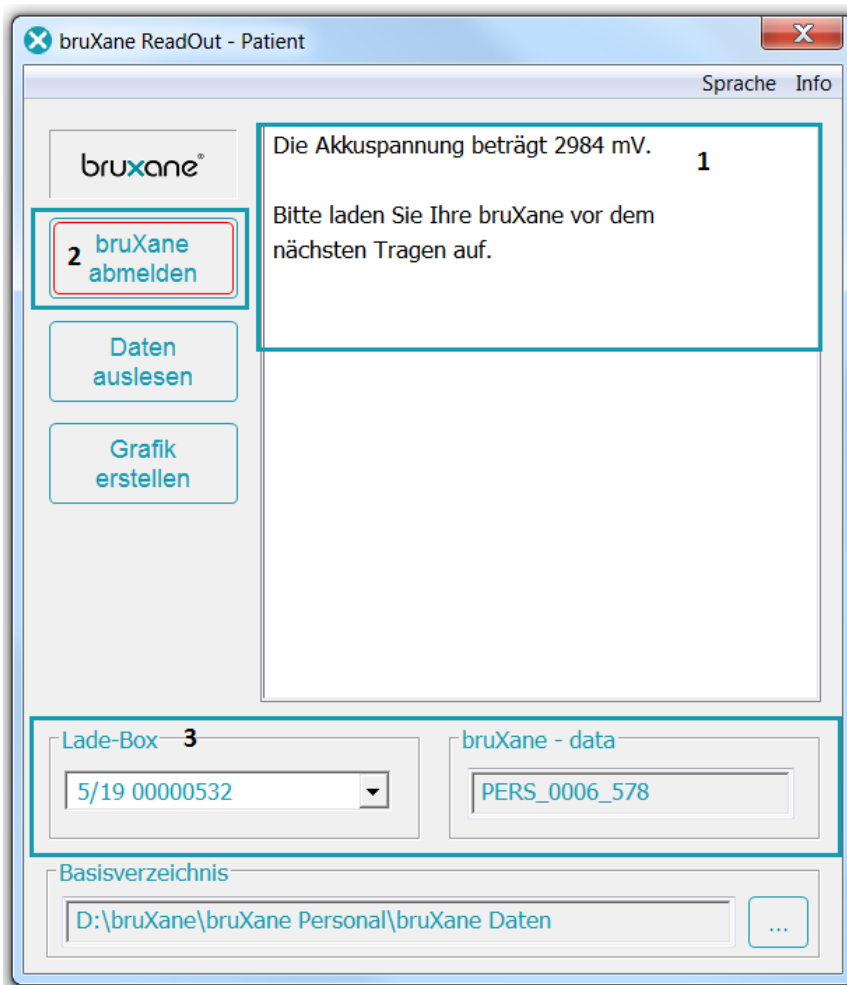 bruXane ReadOut - Patient
Sprache Info
bruxane®
Die Akkuspannung beträgt 2984 mV.
1
Bitte laden Sie Ihre bruXane vor dem
nächsten Tragen auf.
2
bruXane
abmelden
Daten
auslesen
Grafik
erstellen
Lade-Box 3
5/19 00000532
bruXane - data
PERS_0006_578
Basisverzeichnis
D:\bruXane\bruXane Personal\bruXane Daten
...